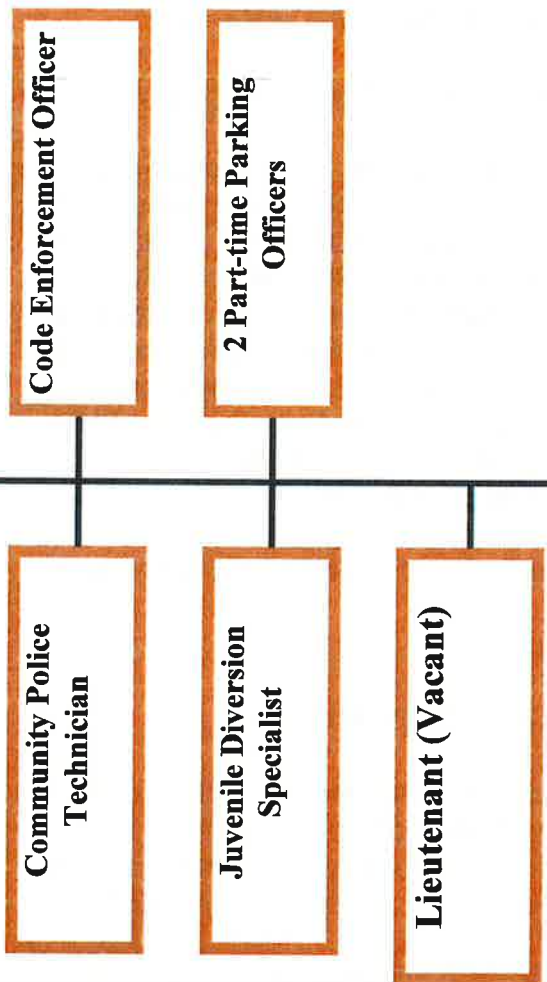 Community Police
Technician
Code Enforcement Officer
Juvenile Diversion
Specialist
2 Part-time Parking
Officers
Lieutenant (Vacant)